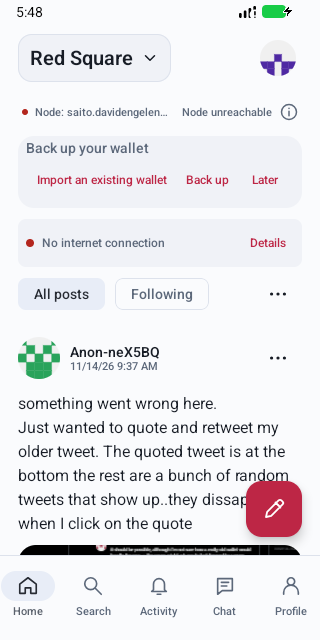 5:48
Red Square
Node: saito.davidengelen... Node unreachable
Back up your wallet
Import an existing wallet Back up Later
No internet connection Details
All posts Following
Anon-neX5BQ
11/14/26 9:37 AM
something went wrong here.
Just wanted to quote and retweet my
older tweet. The quoted tweet is at the
bottom the rest are a bunch of random
tweets that show up..they
when I click on the quote
Home Search Activity Chat Profile